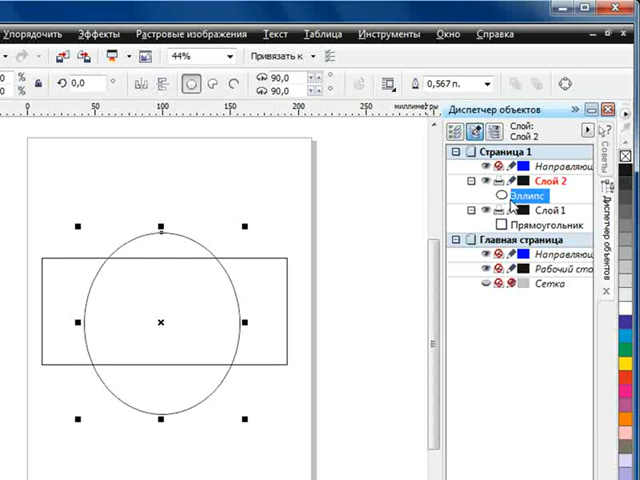 Упорядочить Эффекты Растровые изображения Текст Таблица Инструменты Окно Справка
44% Привязать к
0,0 ° 90,0 ° 0,567 п.
90,0
0 50 100 150 200 250 миллиметры
Диспетчер объектов
Слой:
Слой 2
Страница 1
Направляющ
Слой 2
Эллипс
Слой 1
Прямоугольник
Главная страница
Направляющ
Рабочий сто
Сетка
Советы
Диспетчер объектов